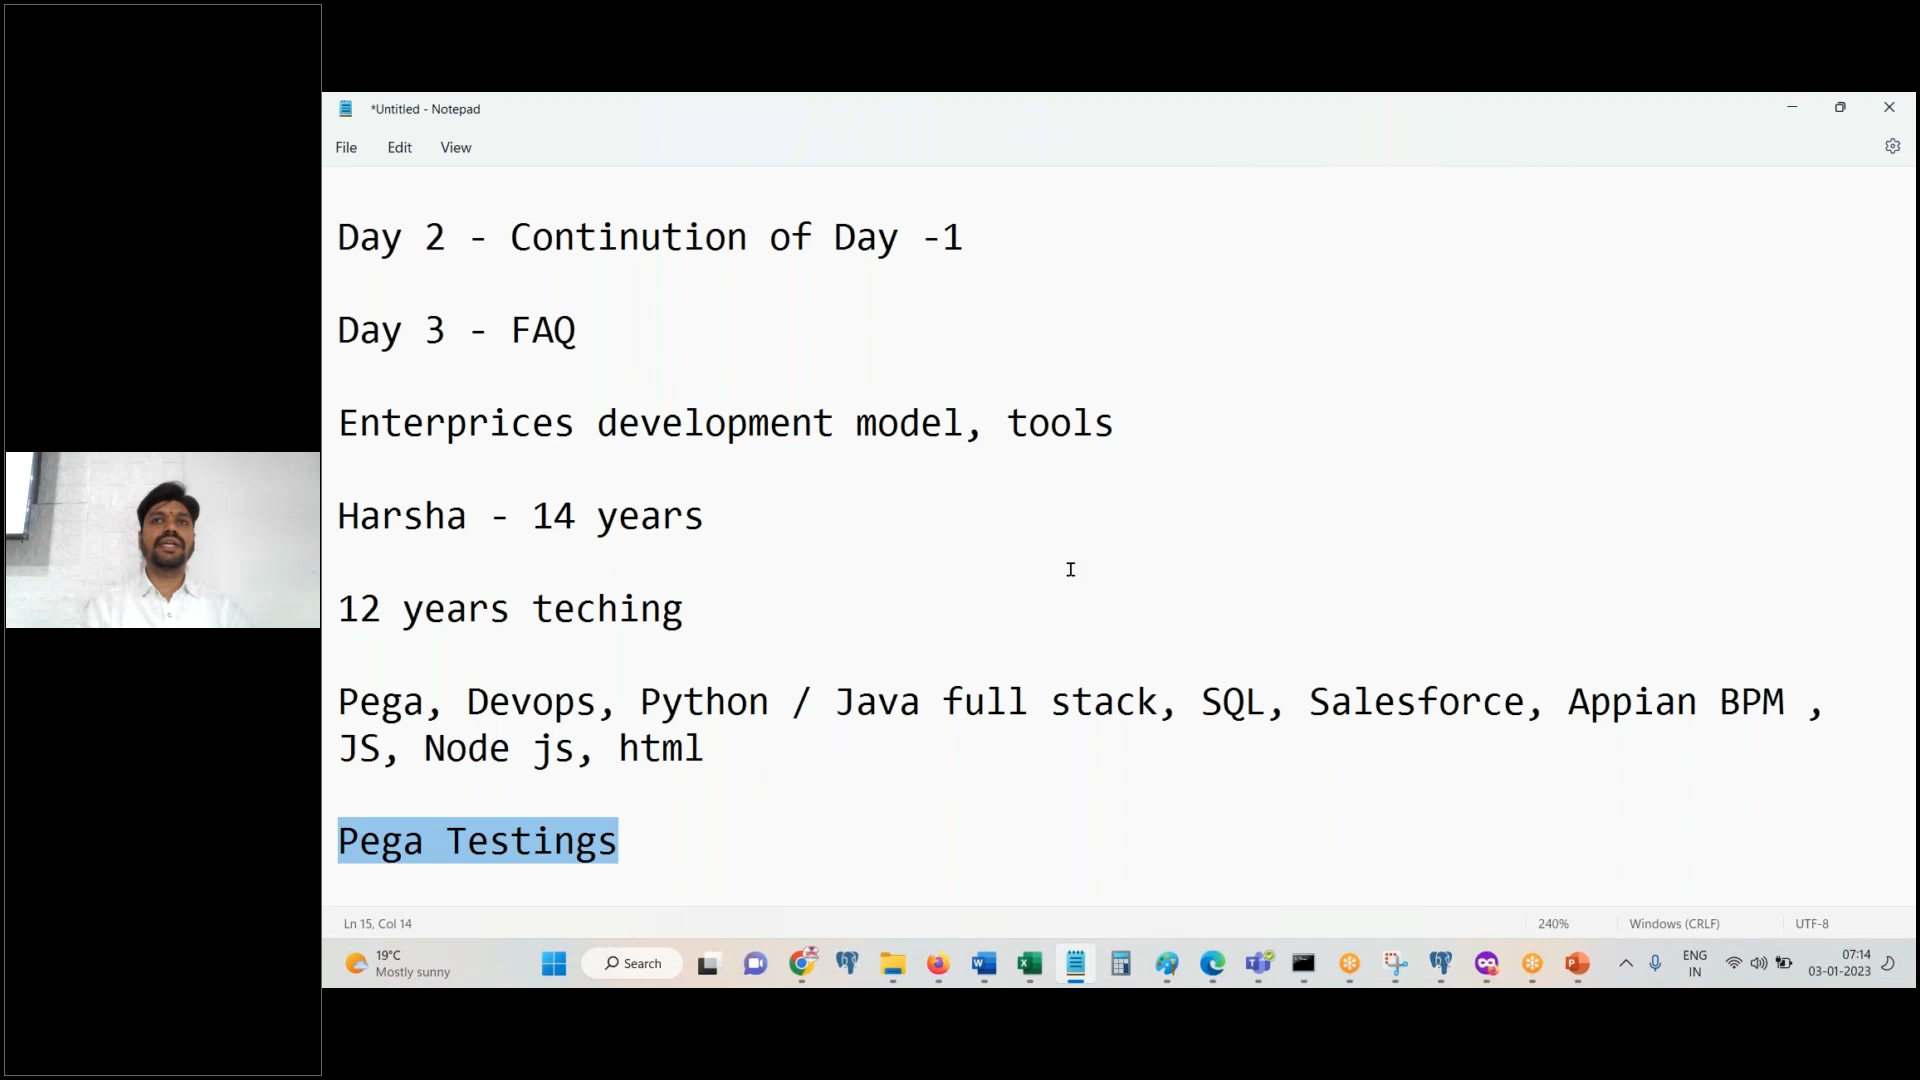 *Untitled - Notepad
File Edit View
Day 2 - Continution of Day -1
Day 3 - FAQ
Enterprices development model, tools
Harsha - 14 years
12 years teching
Pega, Devops, Python / Java full stack, SQL, Salesforce, Appian BPM ,
JS, Node js, html
Pega Testings
Ln 15, Col 14 240% Windows (CRLF) UTF-8
19°C
Mostly sunny
Search
ENG
IN
07:14
03-01-2023